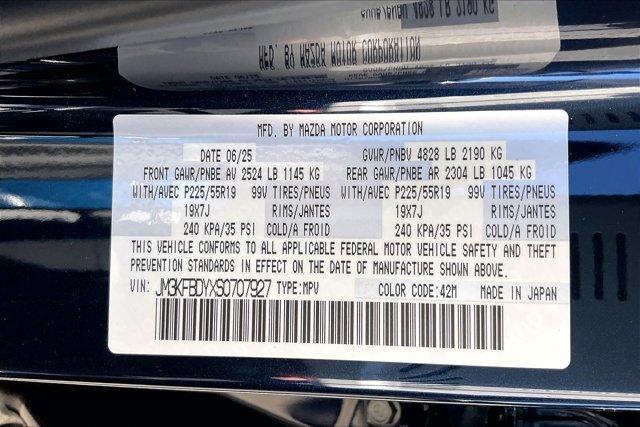 MFD. BY MAZDA MOTOR CORPORATION
DATE 06/25 GVWR/PNBV 4828 LB 2190 KG
FRONT GAWR/PNBE AV 2524 LB 1145 KG REAR GAWR/PNBE AR 2304 LB 1045 KG
WITH/AVEC P225/55R19 99V TIRES/PNEUS WITH/AVEC P225/55R19 99V TIRES/PNEUS
19X7J RIMS/JANTES 19X7J RIMS/JANTES
240 KPA/35 PSI COLD/A FROID 240 KPA/35 PSI COLD/A FROID
THIS VEHICLE CONFORMS TO ALL APPLICABLE FEDERAL MOTOR VEHICLE SAFETY AND THEFT
PREVENTION STANDARDS IN EFFECT ON THE DATE OF MANUFACTURE SHOWN ABOVE.
VIN: JM3KFBDYXS0707927 TYPE:MPV COLOR CODE:42M MADE IN JAPAN